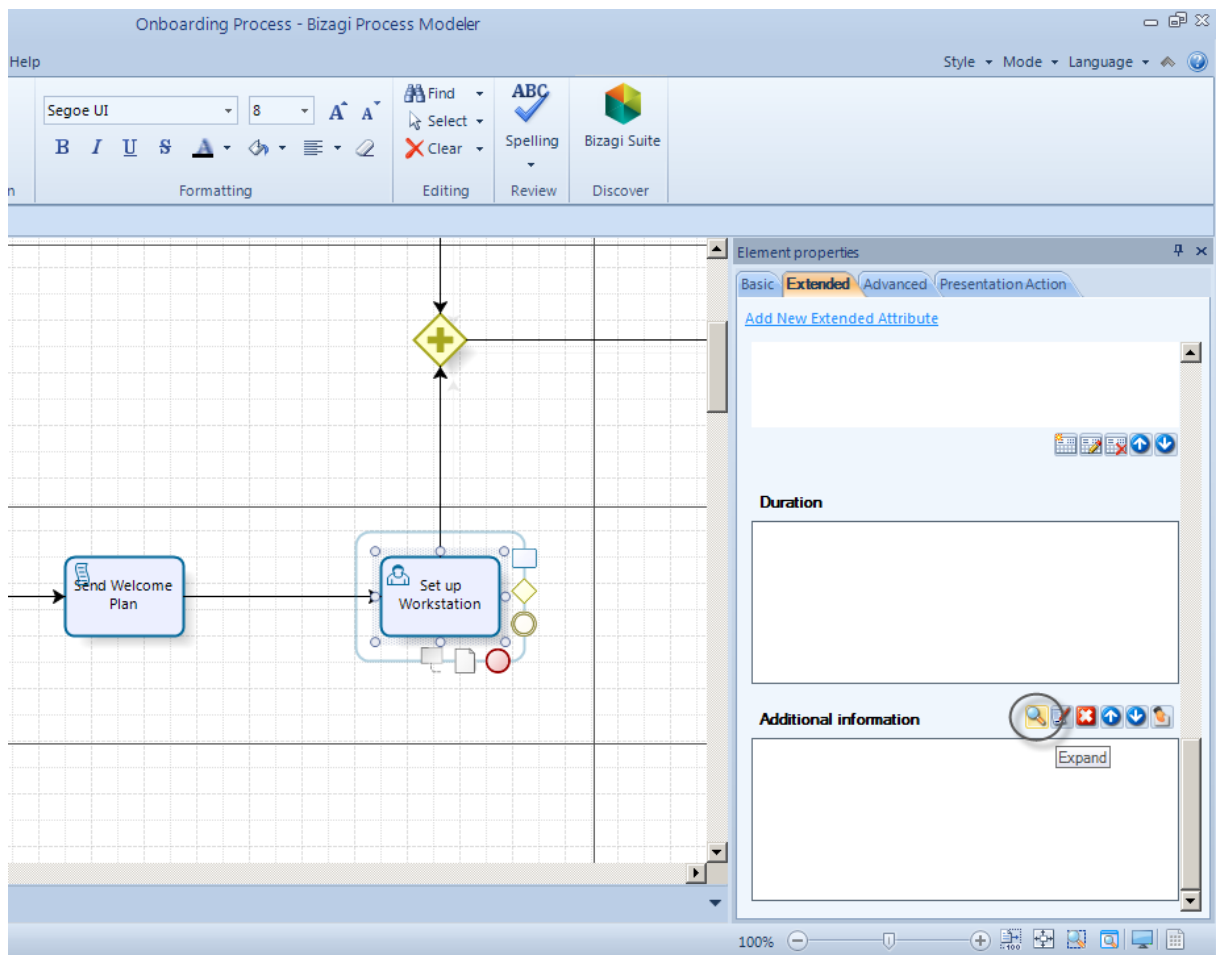 Onboarding Process - Bizagi Process Modeler
Help
Style Mode Language
Segoe UI
8
A A
B I U S A
Find
Select
Clear
ABC
Spelling
Bizagi Suite
n
Formatting
Editing
Review
Discover
Element properties
Basic Extended Advanced Presentation Action
Add New Extended Attribute
Duration
Send Welcome
Plan
Set up
Workstation
Additional information
Expand
100%
100